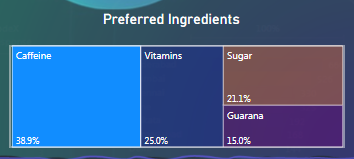 Preferred Ingredients
Caffeine
38.9%
Vitamins
25.0%
Sugar
21.1%
Guarana
15.0%